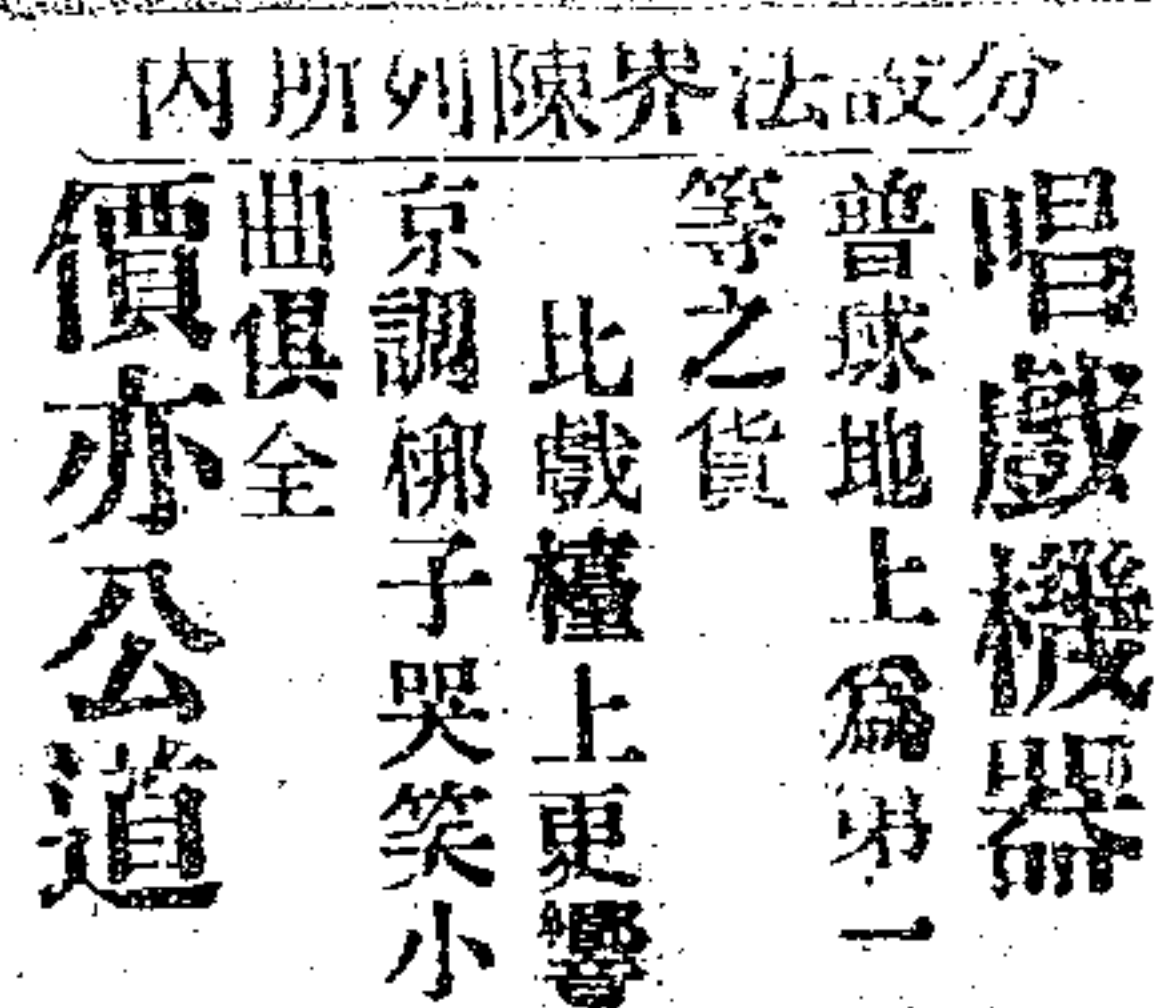 分設法界陳列所內
唱戲機器
普球地上爲第一
等之貨
比戲檯上更響
京調梆子哭笑小
曲俱全
價亦公道